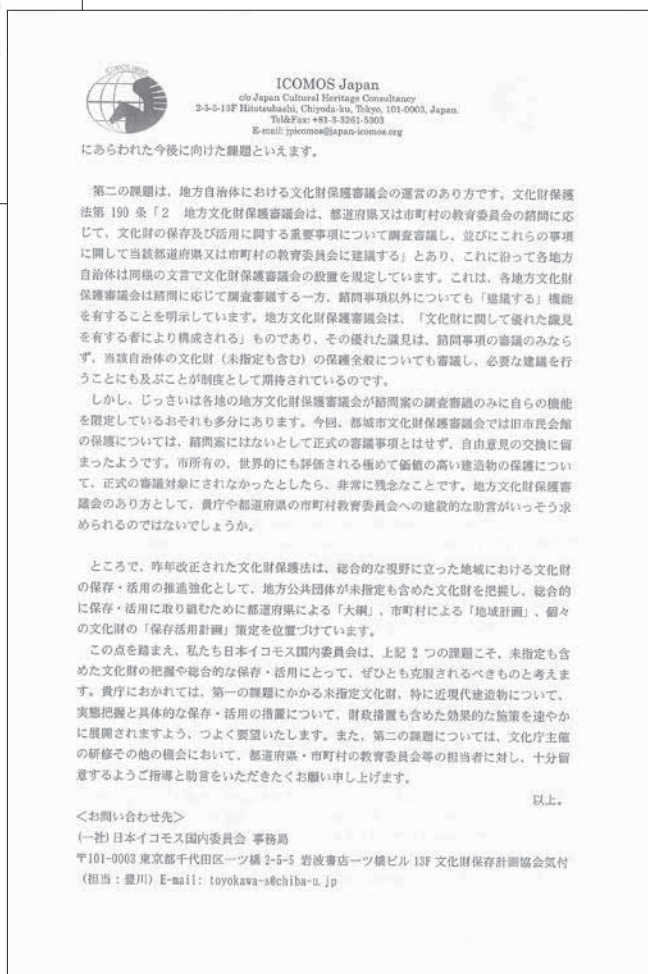 ICOMOS Japan
c/o Japan Cultural Heritage Consultancy
2-5-5-13F Hitotsubashi, Chiyoda-ku, Tokyo, 101-0003, Japan.
Tel&Fax: +81-3-3261-5303
E-mail: jpicomos@japan-icomos.org
にあらわれた今後に向けた課題といえます。
第二の課題は、地方自治体における文化財保護審議会の運営のあり方です。文化財保護
法第 190 条「2　地方文化財保護審議会は、都道府県又は市町村の教育委員会の諮問に応
じて、文化財の保存及び活用に関する重要事項について調査審議し、並びにこれらの事項
に関して当該都道府県又は市町村の教育委員会に建議する」とあり、これに沿って各地方
自治体は同様の文言で文化財保護審議会の設置を規定しています。これは、各地方文化財
保護審議会は諮問に応じて調査審議する一方、諮問事項以外についても「建議する」機能
を有することを明示しています。地方文化財保護審議会は、「文化財に関して優れた識見
を有する者により構成される」ものであり、その優れた識見は、諮問事項の審議のみなら
ず、当該自治体の文化財（未指定も含む）の保護全般についても審議し、必要な建議を行
うことにも及ぶことが制度として期待されているのです。
しかし、じっさいは各地の地方文化財保護審議会が諮問案の調査審議のみに自らの機能
を限定しているおそれも多分にあります。今回、都城市文化財保護審議会では旧市民会館
の保護については、諮問案にはないとして正式の審議事項とはせず、自由意見の交換に留
まったようです。市所有の、世界的にも評価される極めて価値の高い建造物の保護につい
て、正式の審議対象にされなかったとしたら、非常に残念なことです。地方文化財保護審
議会のあり方として、貴庁や都道府県の市町村教育委員会への建設的な助言がいっそう求
められるのではないでしょうか。
ところで、昨年改正された文化財保護法は、総合的な視野に立った地域における文化財
の保存・活用の推進強化として、地方公共団体が未指定も含めた文化財を把握し、総合的
に保存・活用に取り組むために都道府県による「大綱」、市町村による「地域計画」、個々
の文化財の「保存活用計画」策定を位置づけています。
この点を踏まえ、私たち日本イコモス国内委員会は、上記 2 つの課題こそ、未指定も含
めた文化財の把握や総合的な保存・活用にとって、ぜひとも克服されるべきものと考えま
す。貴庁におかれては、第一の課題にかかる未指定文化財、特に近現代建造物について、
実態把握と具体的な保存・活用の措置について、財政措置も含めた効果的な施策を速やか
に展開されますよう、つよく要望いたします。また、第二の課題については、文化庁主催
の研修その他の機会において、都道府県・市町村の教育委員会等の担当者に対し、十分留
意するようご指導と助言をいただきたくお願い申し上げます。
以上。
＜お問い合わせ先＞
(一社)日本イコモス国内委員会 事務局
〒101-0003 東京都千代田区一ツ橋 2-5-5 岩波書店一ツ橋ビル 13F 文化財保存計画協会気付
（担当：豊川）E-mail: toyokawa-s@chiba-u.jp